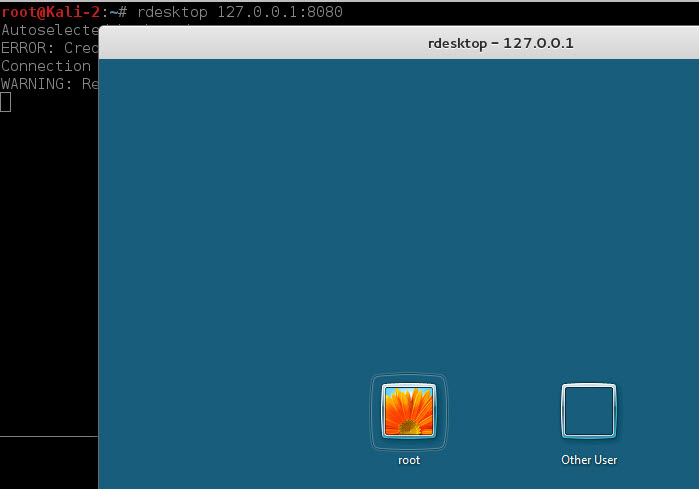 root@Kali-2:~# rdesktop 127.0.0.1:8080
Autoselecte
ERROR: Cred
Connection
WARNING: Re
rdesktop - 127.0.0.1
root
Other User